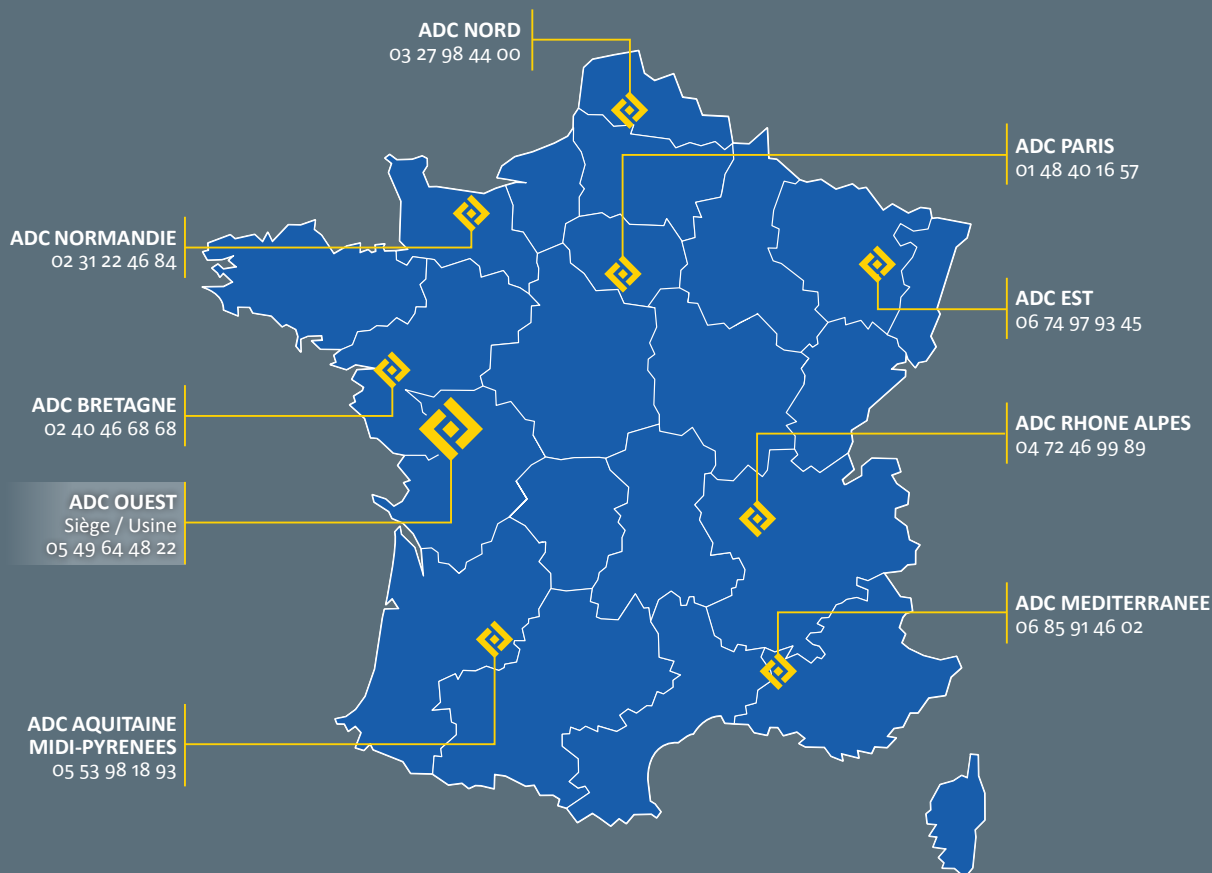 ADC NORD
03 27 98 44 00
ADC PARIS
01 48 40 16 57
ADC NORMANDIE
02 31 22 46 84
ADC EST
06 74 97 93 45
ADC BRETAGNE
02 40 46 68 68
ADC RHONE ALPES
04 72 46 99 89
ADC OUEST
Siège / Usine
05 49 64 48 22
ADC MEDITERRANEE
06 85 91 46 02
ADC AQUITAINE
MIDI-PYRENEES
05 53 98 18 93